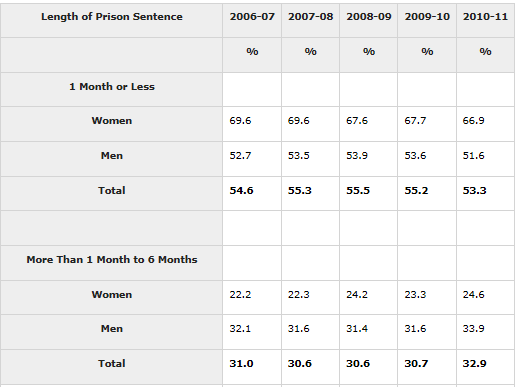 Length of Prison Sentence 2006-07 2007-08 2008-09 2009-10 2010-11
% % % % %
1 Month or Less
Women 69.6 69.6 67.6 67.7 66.9
Men 52.7 53.5 53.9 53.6 51.6
Total 54.6 55.3 55.5 55.2 53.3
More Than 1 Month to 6 Months
Women 22.2 22.3 24.2 23.3 24.6
Men 32.1 31.6 31.4 31.6 33.9
Total 31.0 30.6 30.6 30.7 32.9